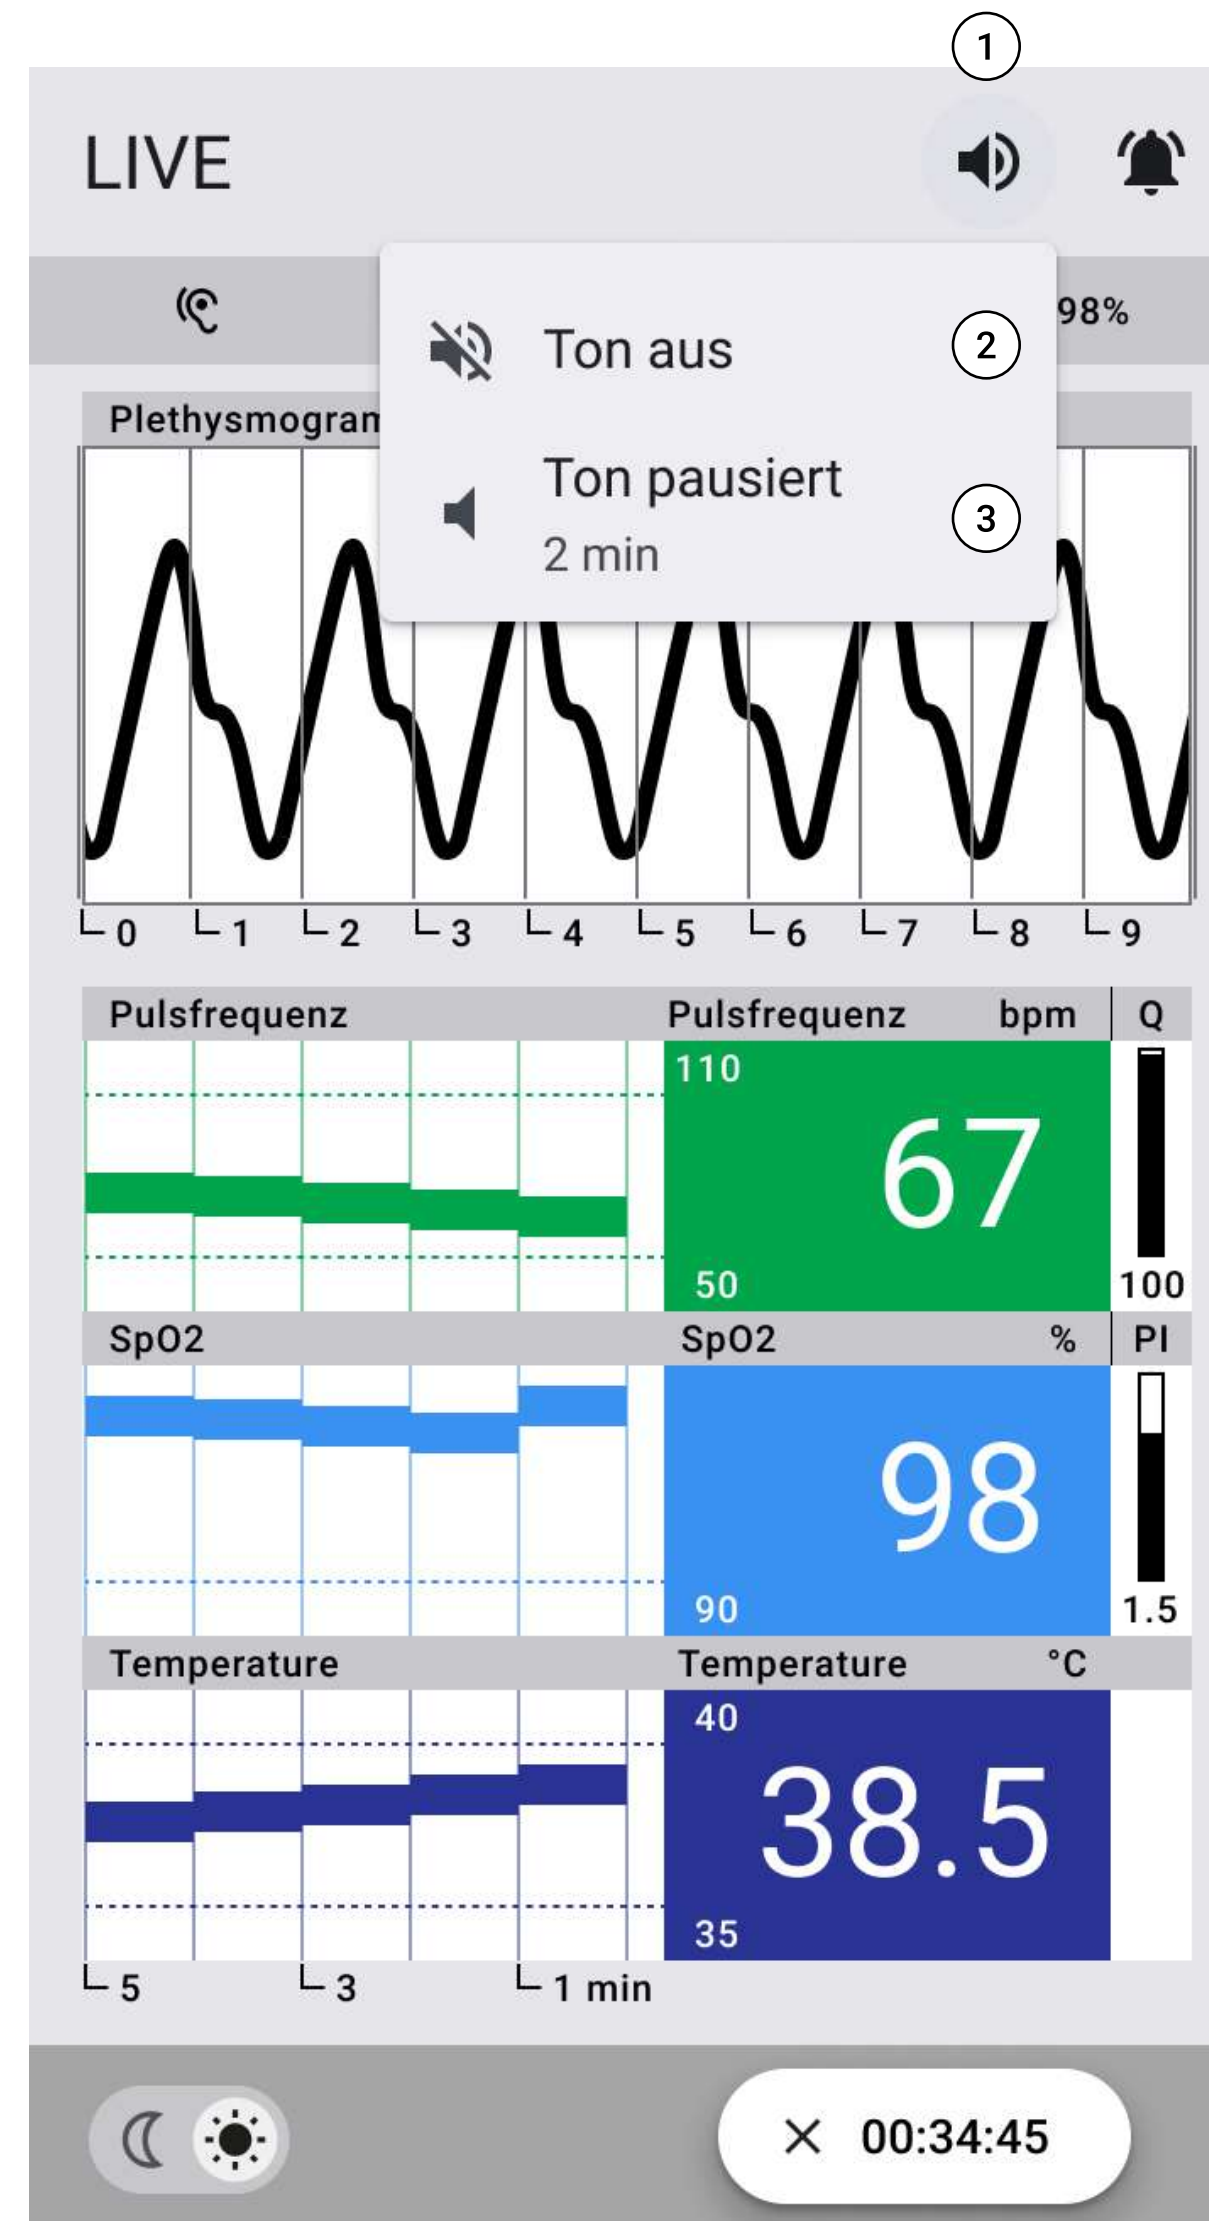 1
LIVE
98%
Ton aus
2
Plethysmogram
Ton pausiert
2 min
3
0 1 2 3 4 5 6 7 8 9
Pulsfrequenz Pulsfrequenz bpm Q
110
67
50
100
SpO2 SpO2 % PI
98
90
1.5
Temperature Temperature °C
40
38.5
35
5 3 1 min
00:34:45